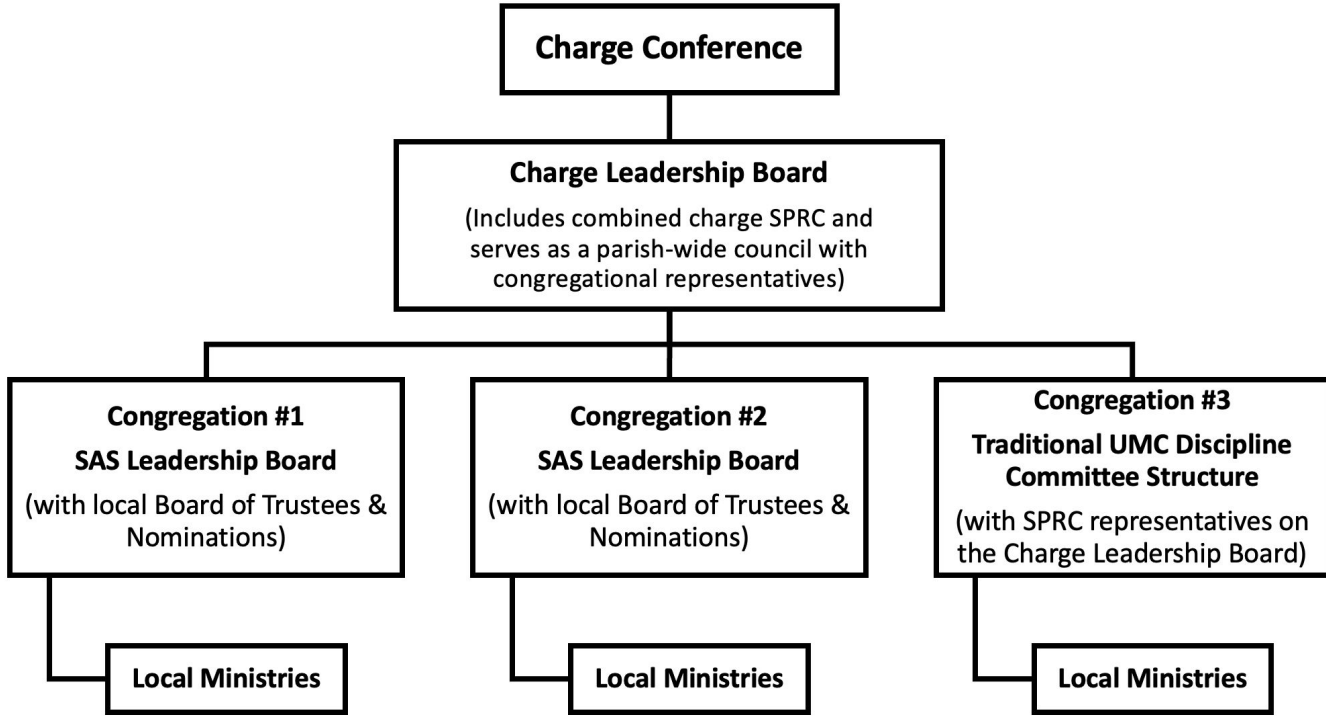 Charge Conference
Charge Leadership Board
(Includes combined charge SPRC and
serves as a parish-wide council with
congregational representatives)
Congregation #1
SAS Leadership Board
(with local Board of Trustees &
Nominations)
Congregation #2
SAS Leadership Board
(with local Board of Trustees &
Nominations)
Congregation #3
Traditional UMC Discipline
Committee Structure
(with SPRC representatives on
the Charge Leadership Board)
Local Ministries
Local Ministries
Local Ministries